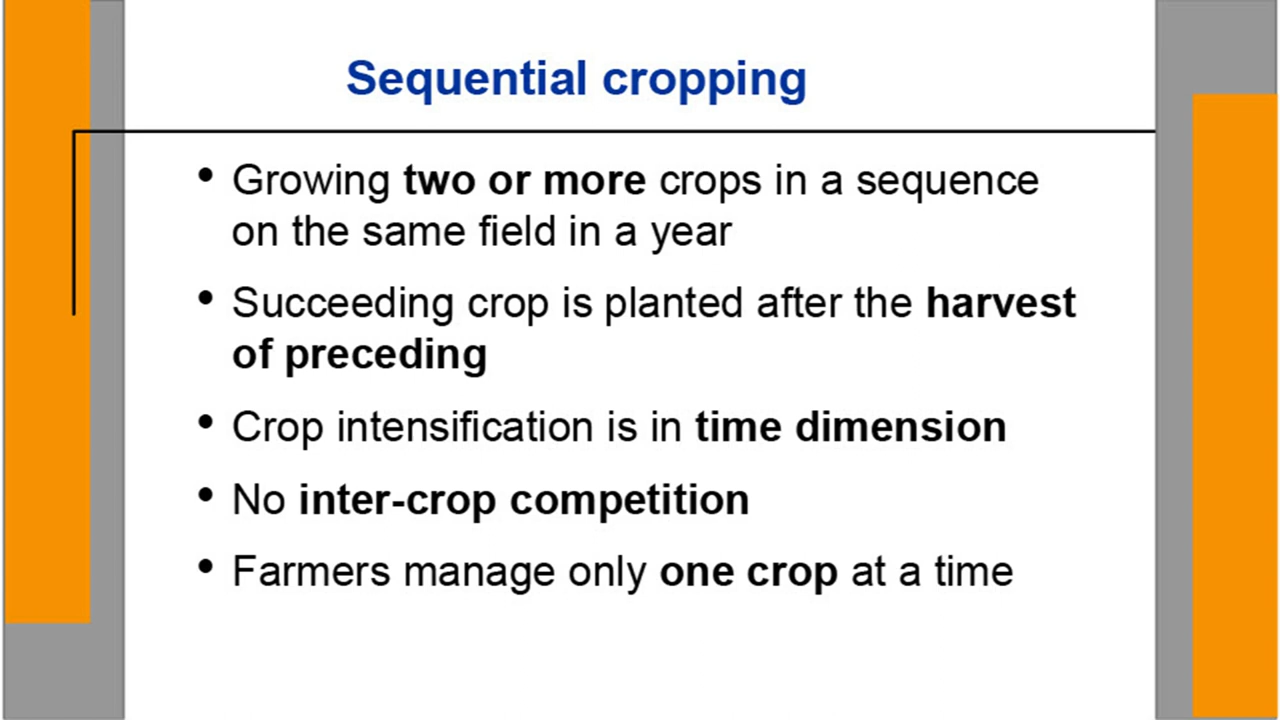 Sequential cropping
• Growing two or more crops in a sequence
on the same field in a year
• Succeeding crop is planted after the harvest
of preceding
• Crop intensification is in time dimension
• No inter-crop competition
• Farmers manage only one crop at a time